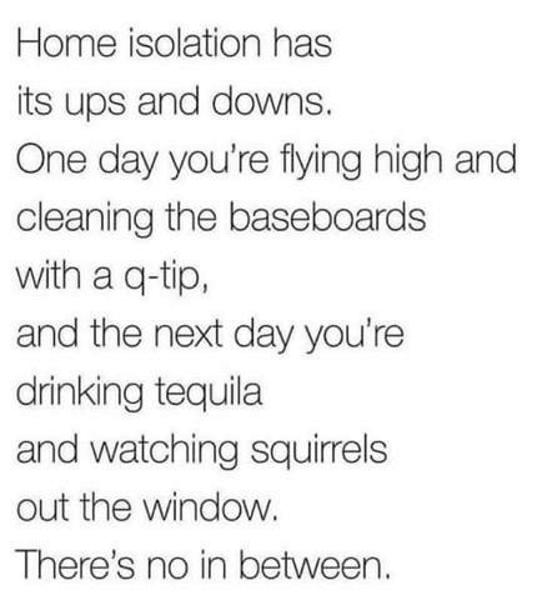 Home isolation has
its ups and downs.
One day you're flying high and
cleaning the baseboards
with a q-tip,
and the next day you're
drinking tequila
and watching squirrels
out the window.
There's no in between.